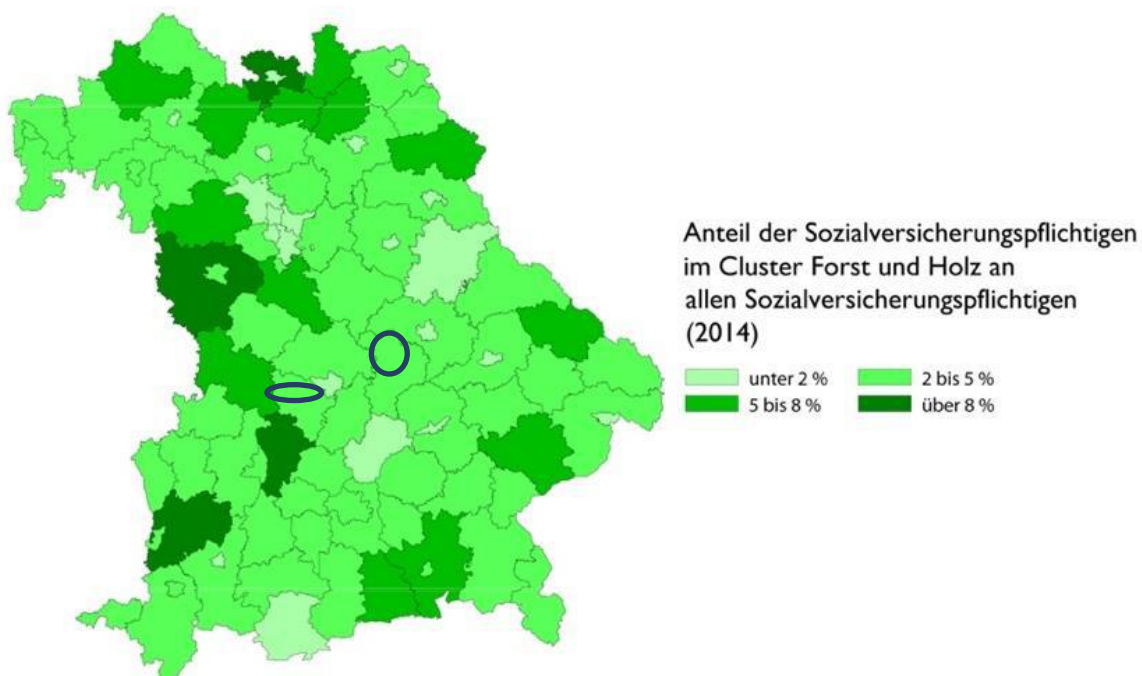 Anteil der Sozialversicherungspflichtigen
im Cluster Forst und Holz an
allen Sozialversicherungspflichtigen
(2014)
unter 2 % 2 bis 5 %
5 bis 8 % über 8 %